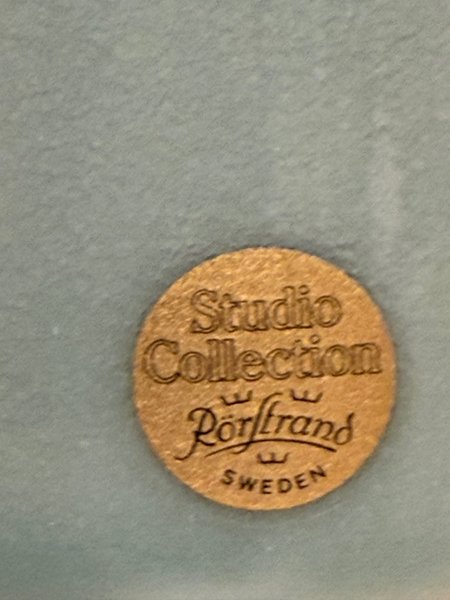 Studio
Collection
Rörstrand
SWEDEN